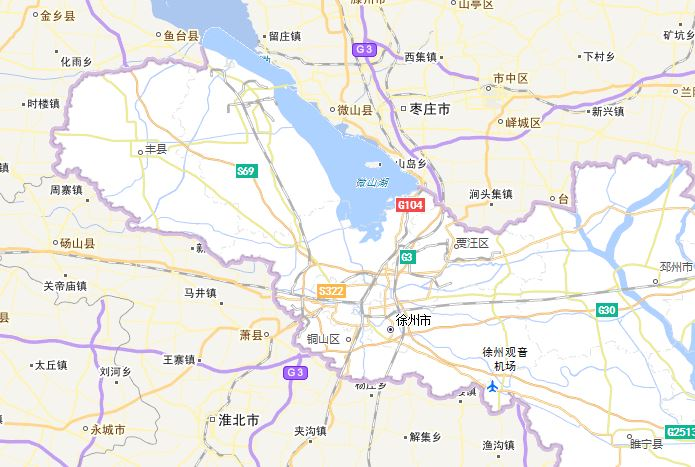 金乡县
山亭区
鱼台县
留庄镇
矿坑乡
G3
化雨乡
西集镇
下村乡
市中区
时楼镇
微山县
枣庄市
新兴镇
峄城区
丰县
山岛乡
S69
微山湖
周寨镇
涧头集镇
台
G104
砀山县
贾汪区
G3
邳州市
关帝庙镇
马井镇
S322
G30
徐州市
萧县
铜山区
徐州观音
机场
王寨镇
太丘镇
刘河乡
G3
淮北市
永城市
夹沟镇
解集乡
渔沟镇
G2513
睢宁县